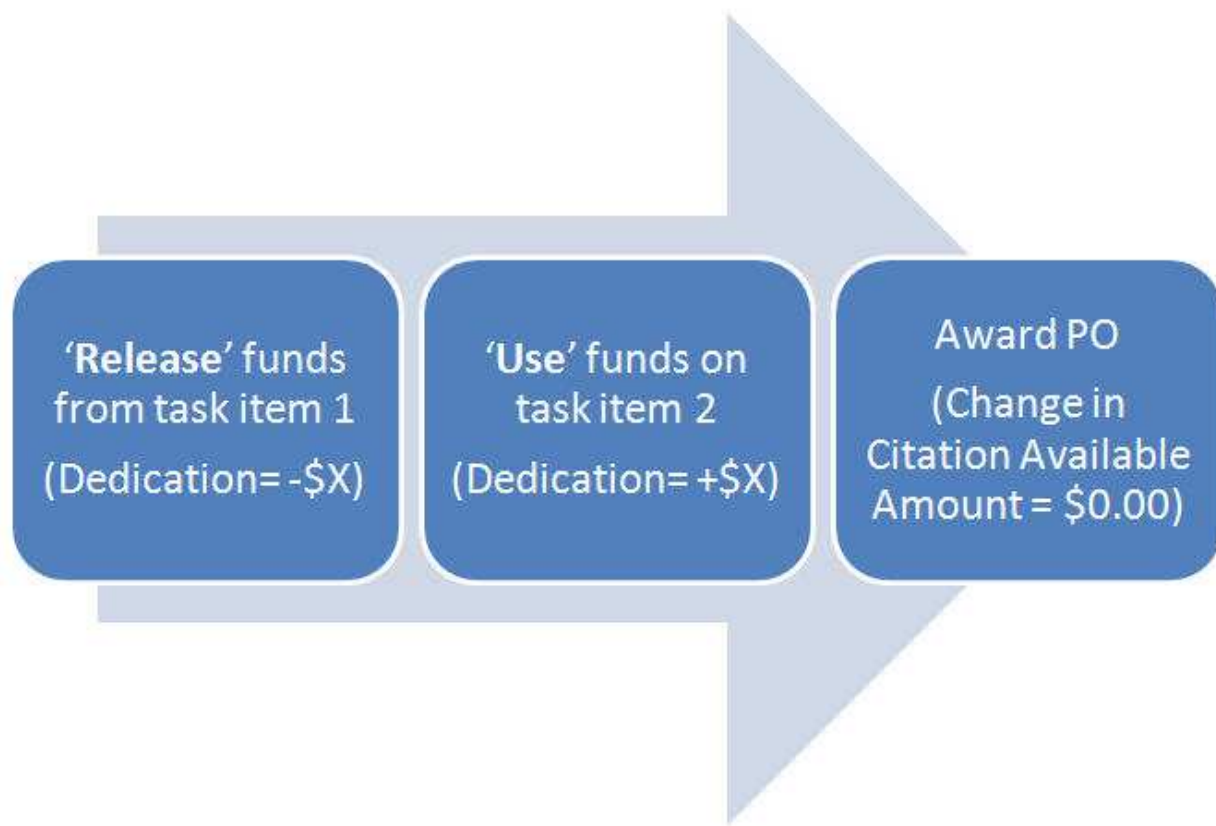 ‘Release’ funds
from task item 1
(Dedication= -$X)
‘Use’ funds on
task item 2
(Dedication= +$X)
Award PO
(Change in
Citation Available
Amount = $0.00)